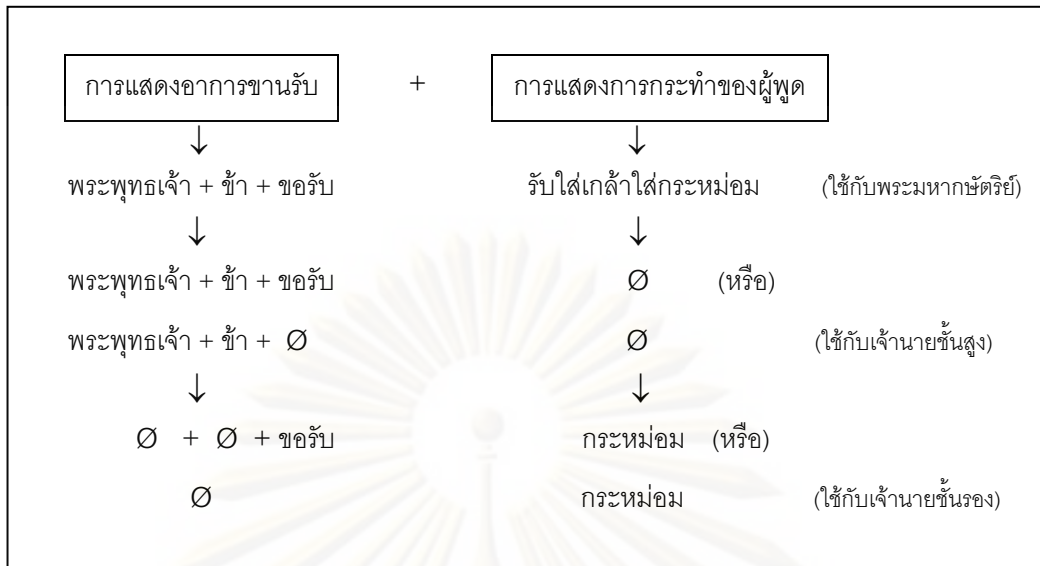 การแสดงอาการขานรับ + การแสดงการกระทำของผู้พูด
↓ ↓
พระพุทธเจ้า + ข้า + ขอรับ รับใส่เกล้าใส่กระหม่อม (ใช้กับพระมหากษัตริย์)
↓ ↓
พระพุทธเจ้า + ข้า + ขอรับ Ø (หรือ)
พระพุทธเจ้า + ข้า + Ø Ø (ใช้กับเจ้านายชั้นสูง)
↓ ↓
Ø + Ø + ขอรับ กระหม่อม (หรือ)
Ø กระหม่อม (ใช้กับเจ้านายชั้นรอง)